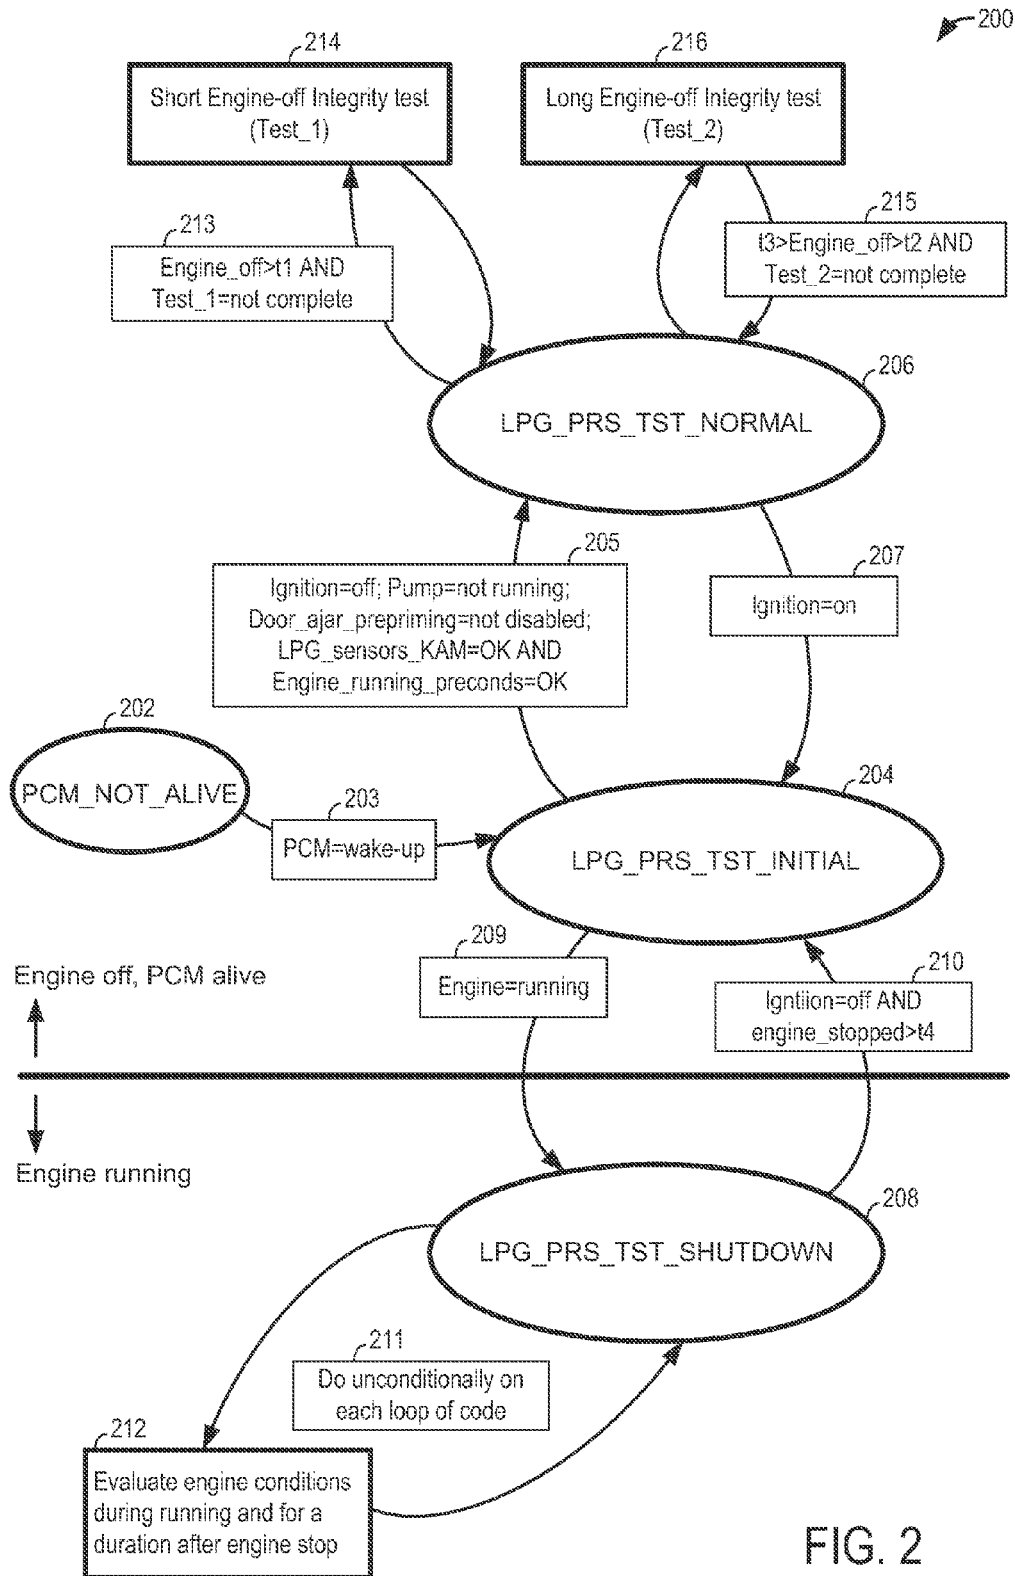 200
214
Short Engine-off Integrity test
(Test_1)
216
Long Engine-off Integrity test
(Test_2)
213
Engine_off>t1 AND
Test_1=not complete
215
t3>Engine_off>t2 AND
Test_2=not complete
206
LPG_PRS_TST_NORMAL
205
Ignition=off; Pump=not running;
Door_ajar_prepriming=not disabled;
LPG_sensors_KAM=OK AND
Engine_running_preconds=OK
207
Ignition=on
202
PCM_NOT_ALIVE
203
PCM=wake-up
204
LPG_PRS_TST_INITIAL
209
Engine=running
210
Igntiion=off AND
engine_stopped>t4
Engine off, PCM alive
Engine running
208
LPG_PRS_TST_SHUTDOWN
211
Do unconditionally on
each loop of code
212
Evaluate engine conditions
during running and for a
duration after engine stop
FIG. 2